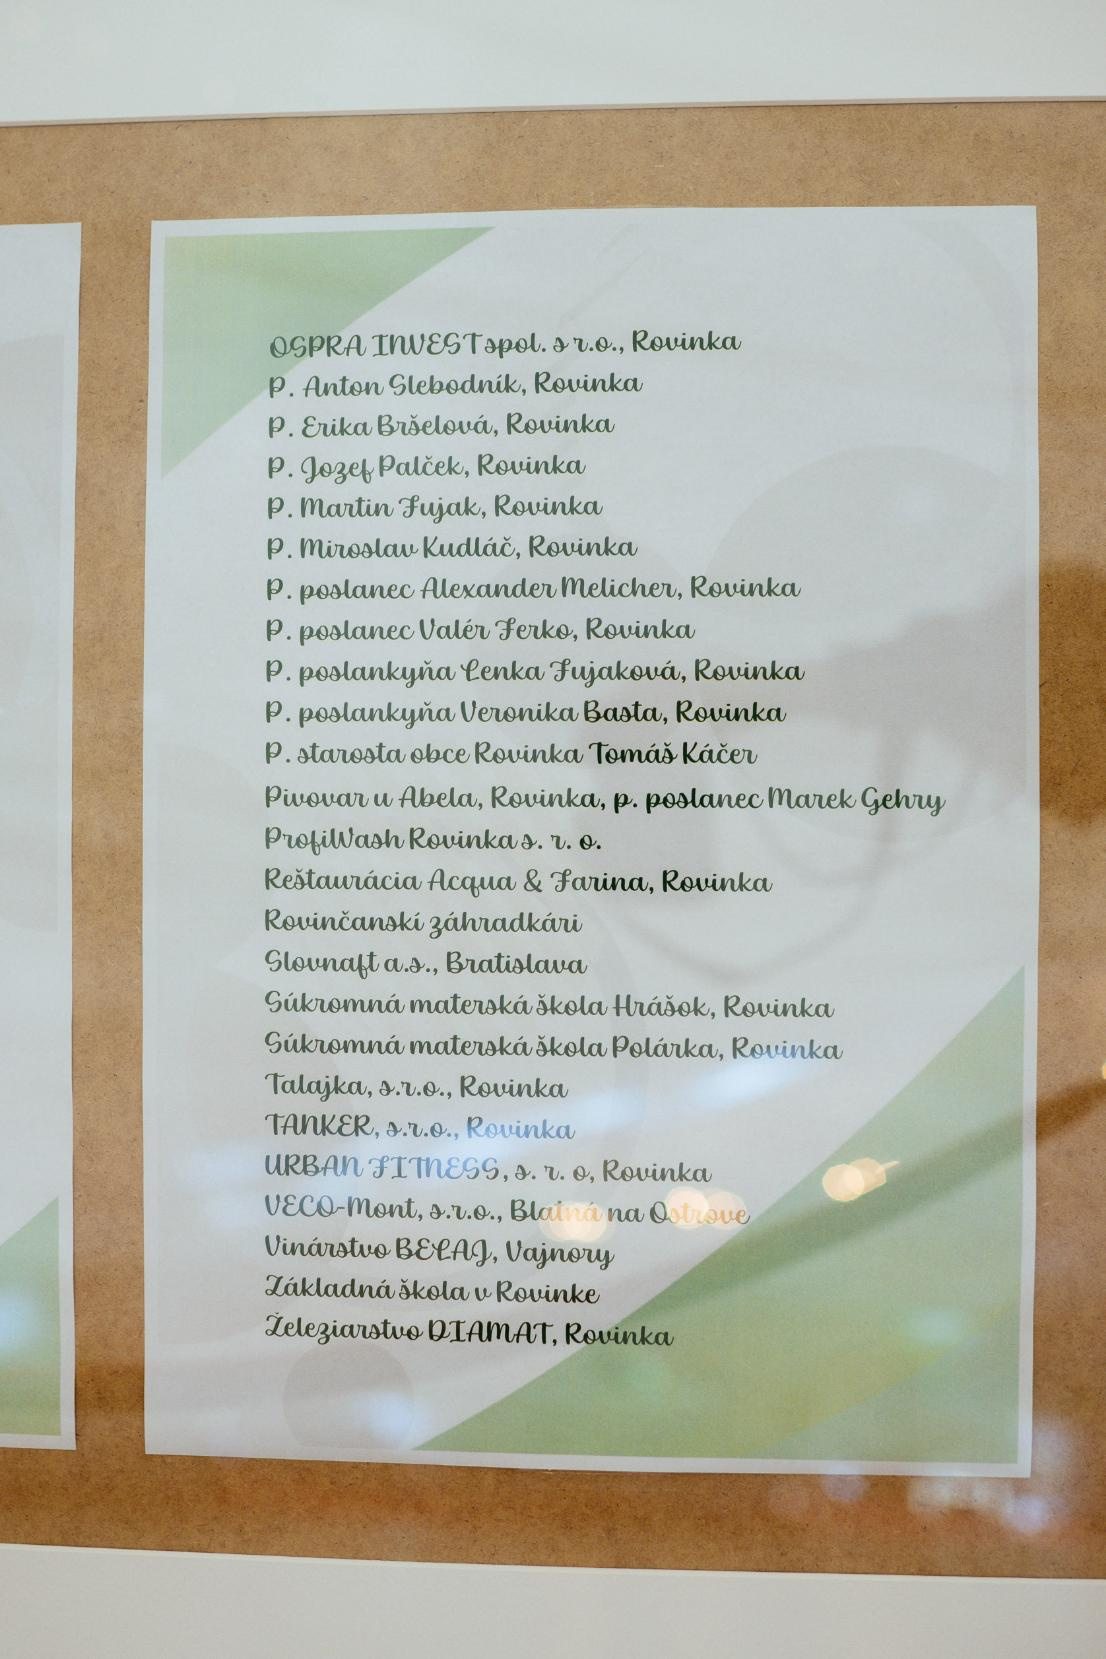 OSPRA INVEST spol. s r.o., Rovinka
P. Anton Slebodník, Rovinka
P. Erika Bršelová, Rovinka
P. Jozef Palček, Rovinka
P. Martin Fujak, Rovinka
P. Miroslav Kudláč, Rovinka
P. poslanec Alexander Melicher, Rovinka
P. poslanec Valér Ferko, Rovinka
P. poslankyňa Lenka Fujaková, Rovinka
P. poslankyňa Veronika Basta, Rovinka
P. starosta obce Rovinka Tomáš Káčer
Pivovar u Abela, Rovinka, p. poslanec Marek Gehry
ProfiWash Rovinka s. r. o.
Reštaurácia Acqua & Farina, Rovinka
Rovinčanskí záhradkári
Slovnaft a.s., Bratislava
Súkromná materská škola Hrášok, Rovinka
Súkromná materská škola Polárka, Rovinka
Talajka, s.r.o., Rovinka
TANKER, s.r.o., Rovinka
URBAN FITNESS, s. r. o, Rovinka
VECO-Mont, s.r.o., Blatná na Ostrove
Vinárstvo BELAJ, Vajnory
Základná škola v Rovinke
Železiarstvo DIAMAT, Rovinka